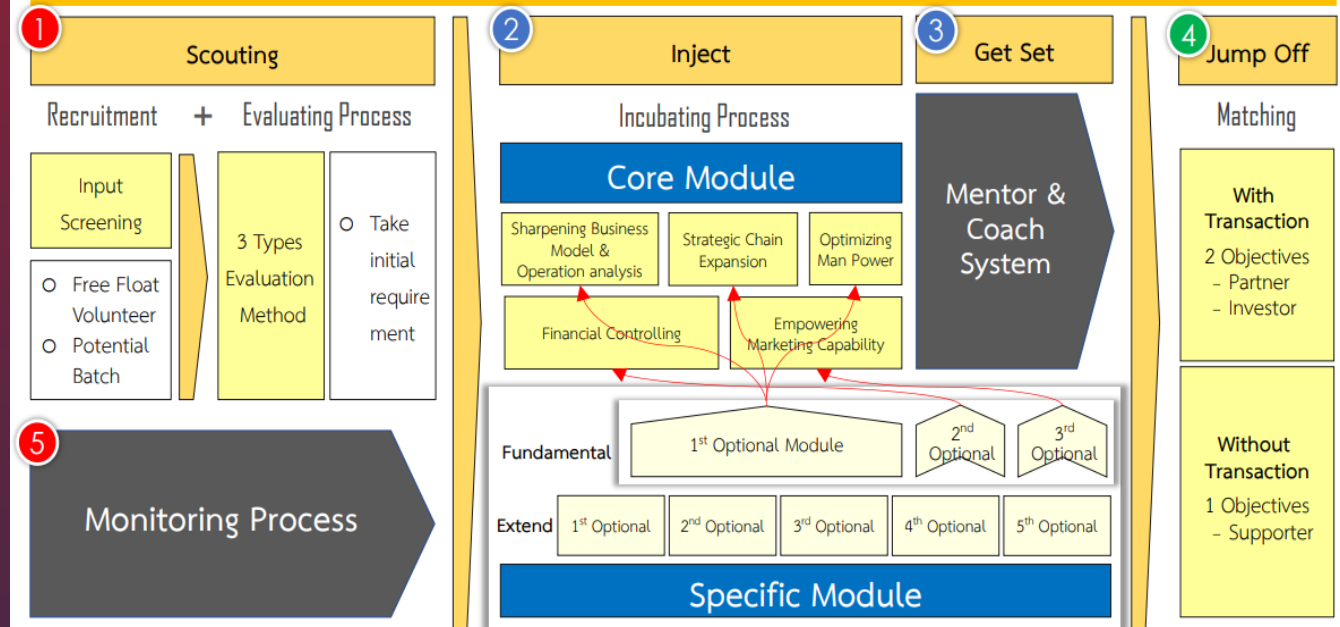 1
Scouting
Recruitment + Evaluating Process
Input
Screening
○ Free Float
Volunteer
○ Potential
Batch
3 Types
Evaluation
Method
○ Take
initial
require
ment
5
Monitoring Process
2
Inject
Incubating Process
Core Module
Sharpening Business
Model &
Operation analysis
Strategic Chain
Expansion
Optimizing
Man Power
Financial Controlling
Empowering
Marketing Capability
Fundamental
1st Optional Module
2nd
Optional
3rd
Optional
Extend
1st Optional
2nd Optional
3rd Optional
4th Optional
5th Optional
Specific Module
3
Get Set
Mentor &
Coach
System
4
Jump Off
Matching
With
Transaction
2 Objectives
- Partner
- Investor
Without
Transaction
1 Objectives
- Supporter